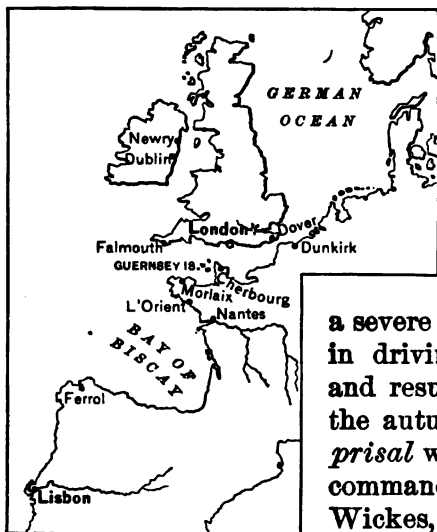 GERMAN
OCEAN
Newry
Dublin
London
Dover
Falmouth
Dunkirk
GUERNSEY IS.
Cherbourg
Morlaix
L'Orient
Nantes
BAY OF
BISCAY
Ferrol
Lisbon
a severe
in drivin
and resu
the autu
prisal w
command
Wickes,